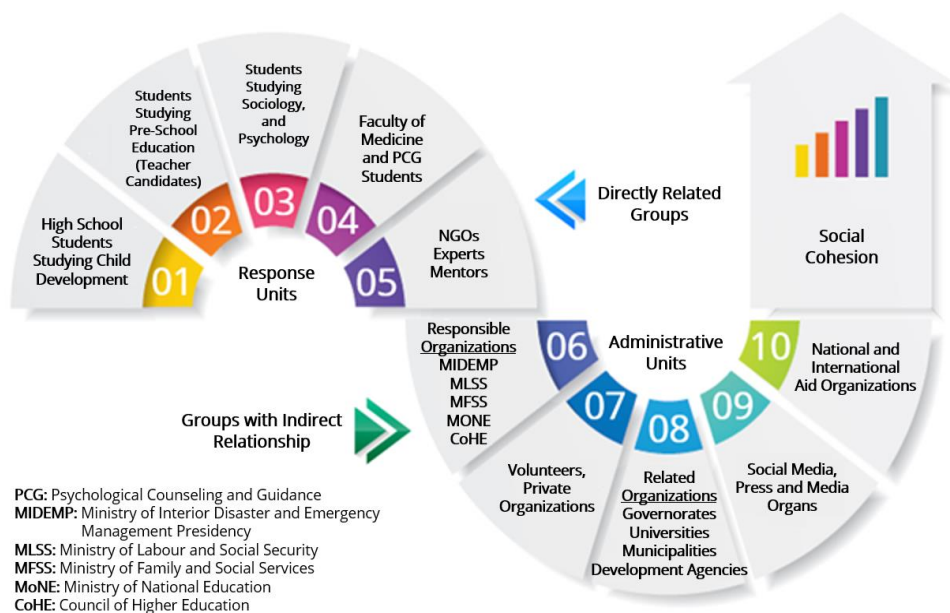 High School
Students
Studying Child
Development
01
Students
Studying
Pre-School
Education
(Teacher
Candidates)
02
Students
Studying
Sociology,
and
Psychology
03
Faculty of
Medicine
and PCG
Students
04
NGOs
Experts
Mentors
05
Response
Units
Directly Related
Groups
Social
Cohesion
Responsible
Organizations
MIDEMP
MLSS
MFSS
MONE
CoHE
06
Administrative
Units
Volunteers,
Private
Organizations
07
Related
Organizations
Governorates
Universities
Municipalities
Development Agencies
08
Social Media,
Press and Media
Organs
09
National and
International
Aid Organizations
10
Groups with Indirect
Relationship
PCG: Psychological Counseling and Guidance
MIDEMP: Ministry of Interior Disaster and Emergency
Management Presidency
MLSS: Ministry of Labour and Social Security
MFSS: Ministry of Family and Social Services
MoNE: Ministry of National Education
CoHE: Council of Higher Education